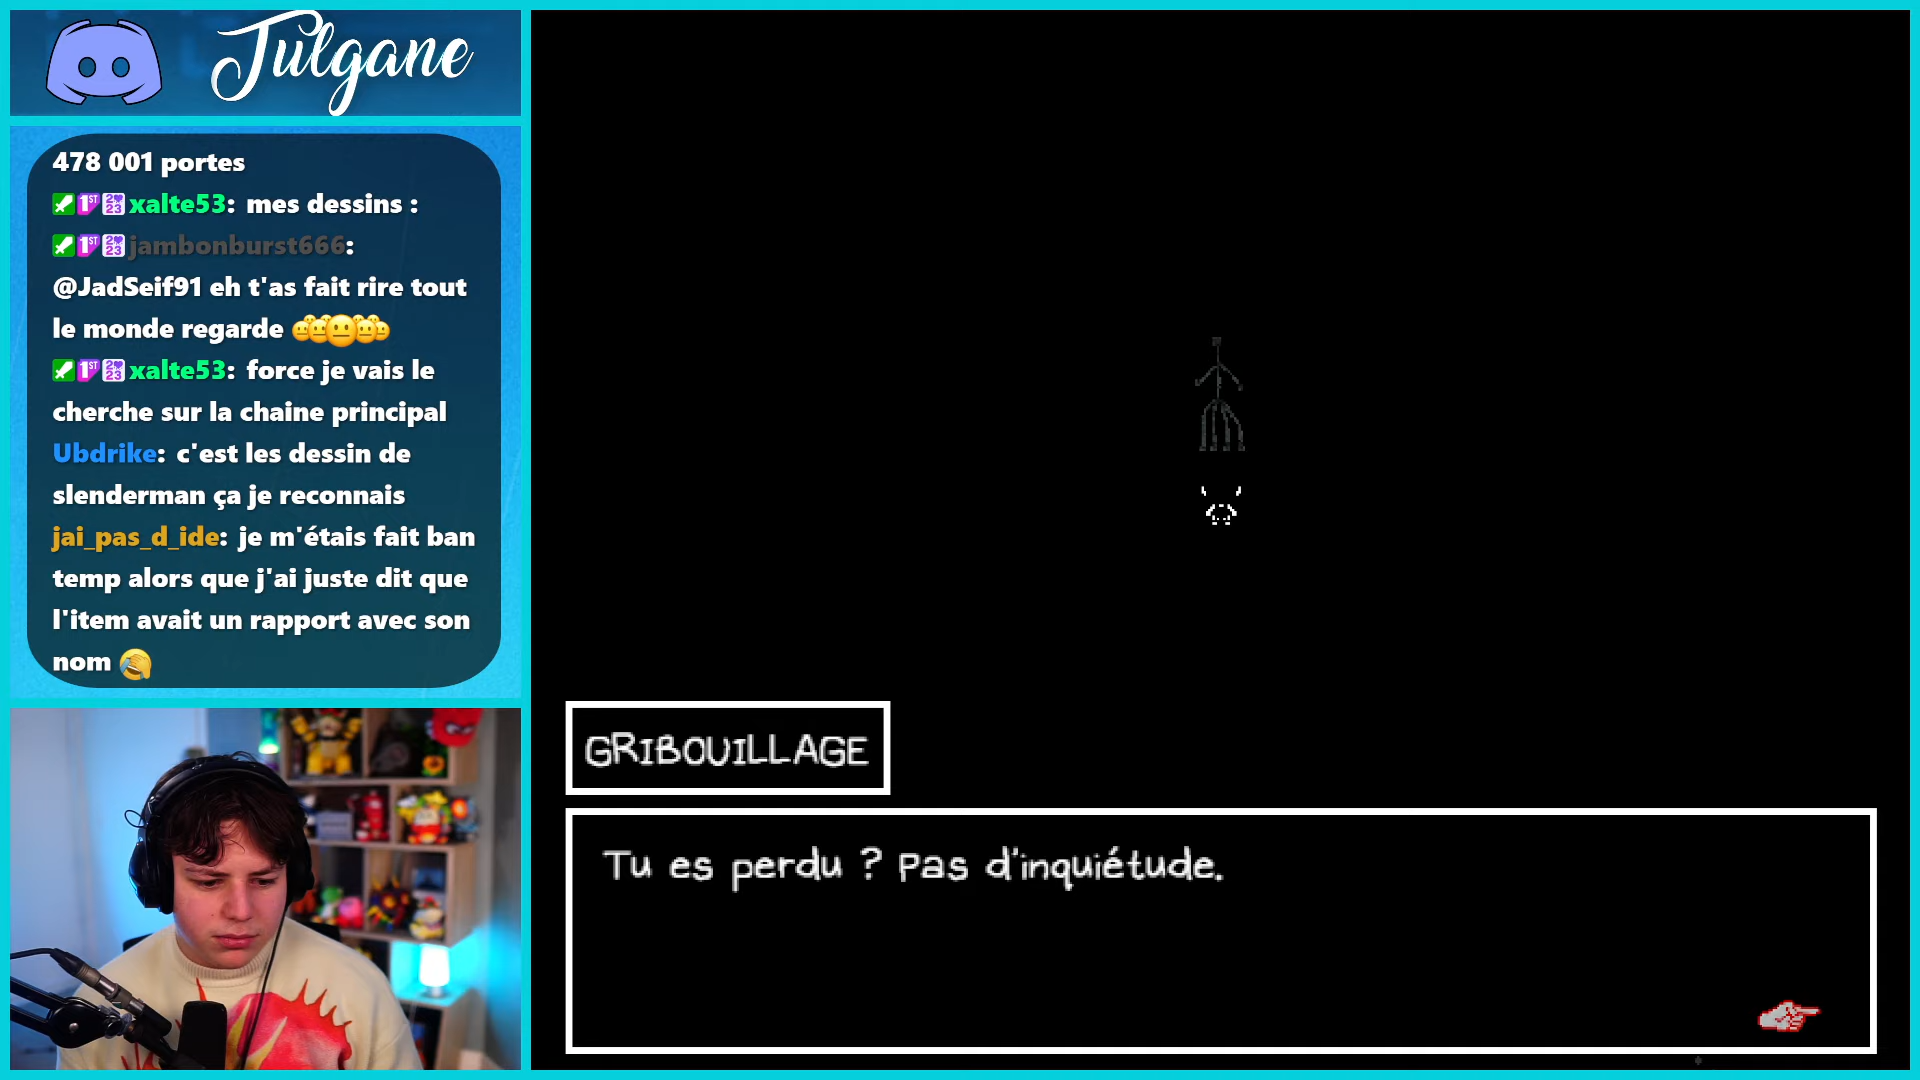 Julgane
478 001 portes
xalte53: mes dessins :
jambonburst666:
@JadSeif91 eh t'as fait rire tout
le monde regarde
xalte53: force je vais le
cherche sur la chaine principal
Ubdrike: c'est les dessin de
slenderman ça je reconnais
jai_pas_d_ide: je m'étais fait ban
temp alors que j'ai juste dit que
l'item avait un rapport avec son
nom
GRIBOUILLAGE
Tu es perdu ? Pas d'inquiétude.